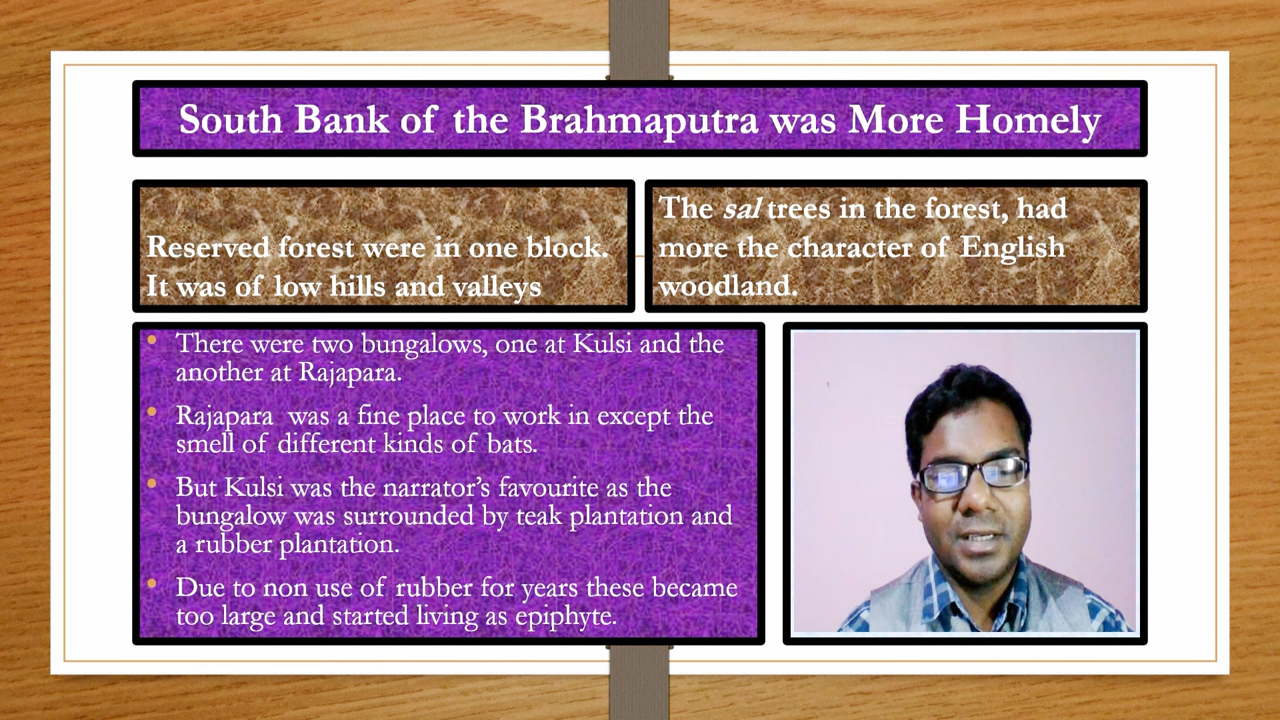 South Bank of the Brahmaputra was More Homely
Reserved forest were in one block.
It was of low hills and valleys
The sal trees in the forest, had
more the character of English
woodland.
• There were two bungalows, one at Kulsi and the
another at Rajapara.
• Rajapara was a fine place to work in except the
smell of different kinds of bats.
• But Kulsi was the narrator’s favourite as the
bungalow was surrounded by teak plantation and
a rubber plantation.
• Due to non use of rubber for years these became
too large and started living as epiphyte.